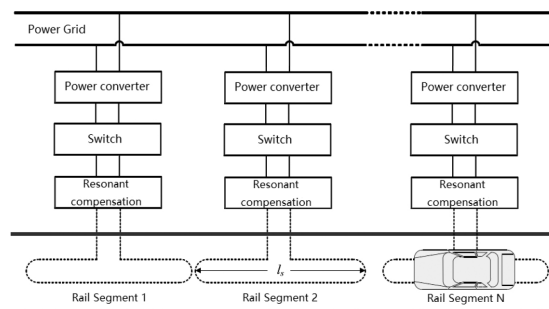 Power Grid
Power converter
Power converter
Power converter
Switch
Switch
Switch
Resonant
compensation
Resonant
compensation
Resonant
compensation
l_s
Rail Segment 1
Rail Segment 2
Rail Segment N